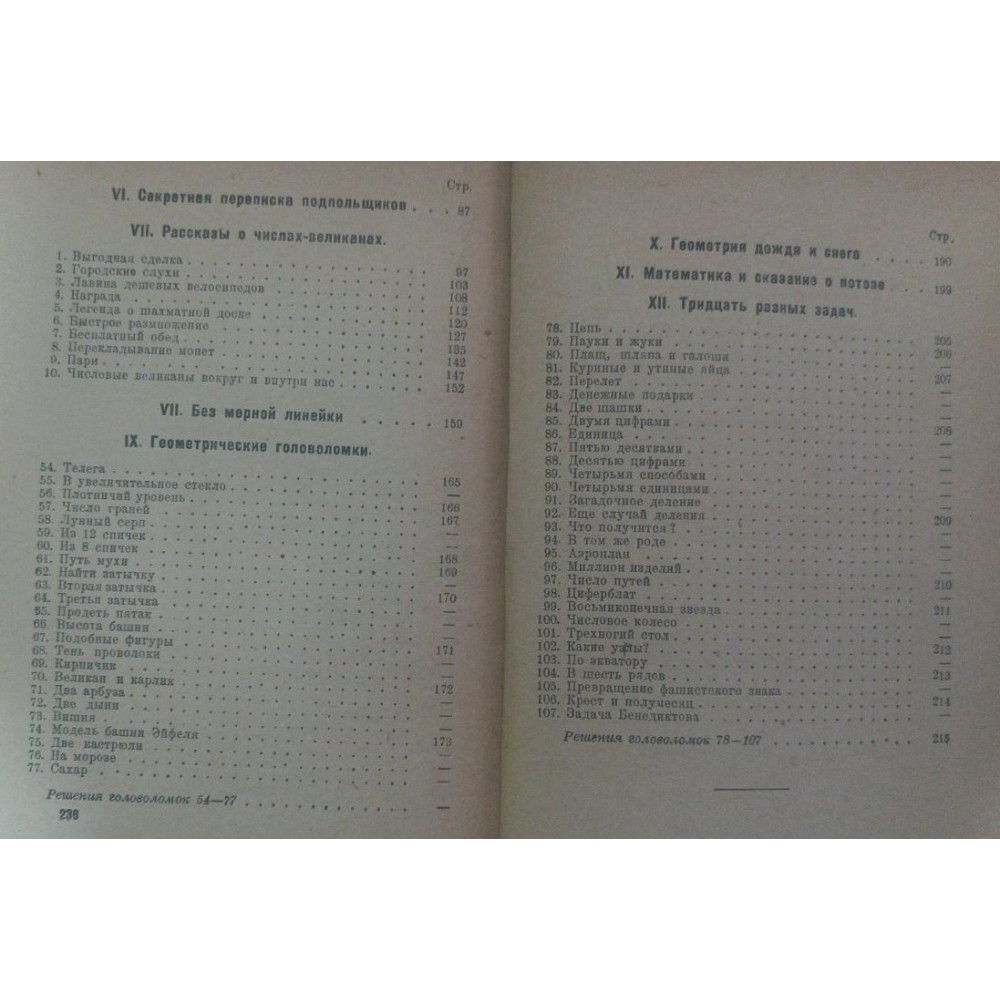 Стр.
VI. Секретная переписка подпольщиков . . . 87
VII. Рассказы о числах-великанах.
1. Выгодная сделка . . . 97
2. Городские слухи . . . 103
3. Лавина дешевых велосипедов . . . 108
4. Награда . . . 112
5. Легенда о шахматной доске . . . 120
6. Быстрое размножение . . . 127
7. Бесплатный обед . . . 135
8. Перекладывание монет . . . 142
9. Пари . . . 147
10. Числовые великаны вокруг и внутри нас . . . 152
VII. Без мерной линейки . . . 159
IX. Геометрические головоломки.
54. Телега . . . 165
55. В увеличительное стекло . . . —
56. Плотничий уровень . . . 166
57. Число граней . . . 167
58. Лунный серп . . . —
59. Из 12 спичек . . . —
60. Из 8 спичек . . . 168
61. Путь мухи . . . 169
62. Найти затычку . . . —
63. Вторая затычка . . . 170
64. Третья затычка . . . —
65. Продеть пятак . . . —
66. Высота башни . . . —
67. Подобные фигуры . . . 171
68. Тень проволоки . . . —
69. Кирпичик . . . —
70. Великан и карлик . . . 172
71. Два арбуза . . . —
72. Две дыни . . . —
73. Вишня . . . —
74. Модель башни Эйфеля . . . 173
75. Две кастрюли . . . —
76. На морозе . . . —
77. Сахар . . . —
Решения головоломок 54—77 . . . —
236
Стр.
X. Геометрия дождя и снега . . . 190
XI. Математика и сказание о потопе . . . 199
XII. Тридцать разных задач.
78. Цепь . . . 205
79. Пауки и жуки . . . 206
80. Плащ, шляпа и галоши . . . —
81. Куриные и утиные яйца . . . —
82. Перелет . . . 207
83. Денежные подарки . . . —
84. Две шашки . . . —
85. Двумя цифрами . . . —
86. Единица . . . 208
87. Пятью десятками . . . —
88. Десятью цифрами . . . —
89. Четырьмя способами . . . —
90. Четырьмя единицами . . . —
91. Загадочное деление . . . —
92. Еще случай деления . . . 209
93. Что получится? . . . —
94. В том же роде . . . —
95. Аэроплан . . . —
96. Миллион изделий . . . —
97. Число путей . . . 210
98. Циферблат . . . —
99. Восьмиконечная звезда . . . 211
100. Числовое колесо . . . —
101. Трехногий стол . . . —
102. Какие углы? . . . 212
103. По экватору . . . —
104. В шесть рядов . . . 213
105. Превращение фашистского знака . . . —
106. Крест и полумесяц . . . 214
107. Задача Бенедиктова . . . —
Решения головоломок 78—107 . . . 215